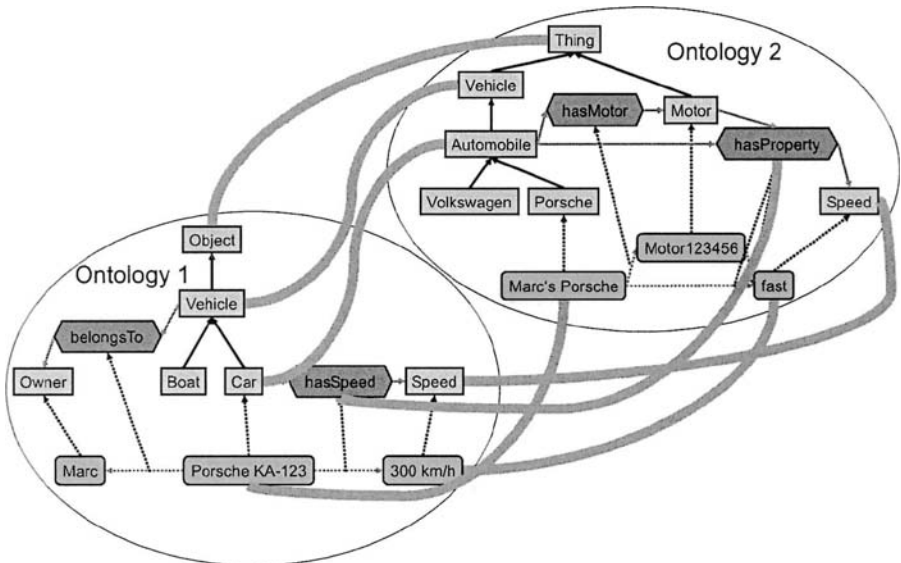 Thing
Ontology 2
Vehicle
hasMotor
Motor
Automobile
hasProperty
Volkswagen
Porsche
Speed
Object
Ontology 1
Motor123456
Marc's Porsche
fast
Vehicle
belongsTo
Owner
Boat
Car
hasSpeed
Speed
Marc
Porsche KA-123
300 km/h